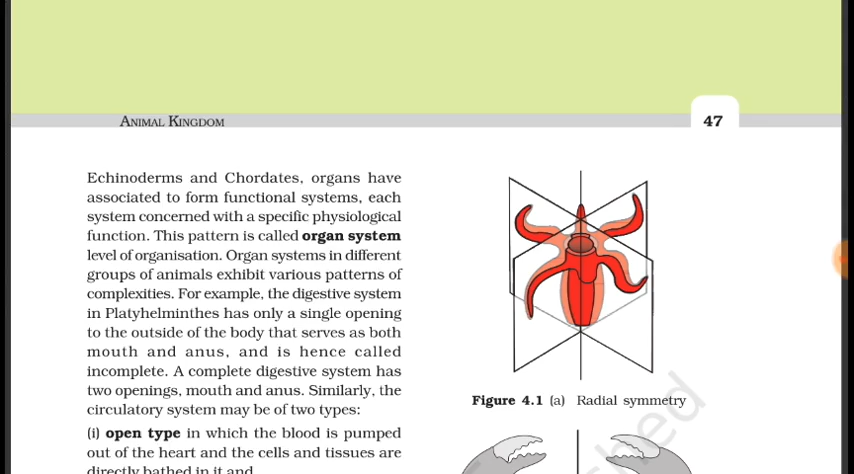 ANIMAL KINGDOM
47
Echinoderms and Chordates, organs have
associated to form functional systems, each
system concerned with a specific physiological
function. This pattern is called organ system
level of organisation. Organ systems in different
groups of animals exhibit various patterns of
complexities. For example, the digestive system
in Platyhelminthes has only a single opening
to the outside of the body that serves as both
mouth and anus, and is hence called
incomplete. A complete digestive system has
two openings, mouth and anus. Similarly, the
circulatory system may be of two types:
(i) open type in which the blood is pumped
out of the heart and the cells and tissues are
directly bathed in it and
Figure 4.1 (a) Radial symmetry